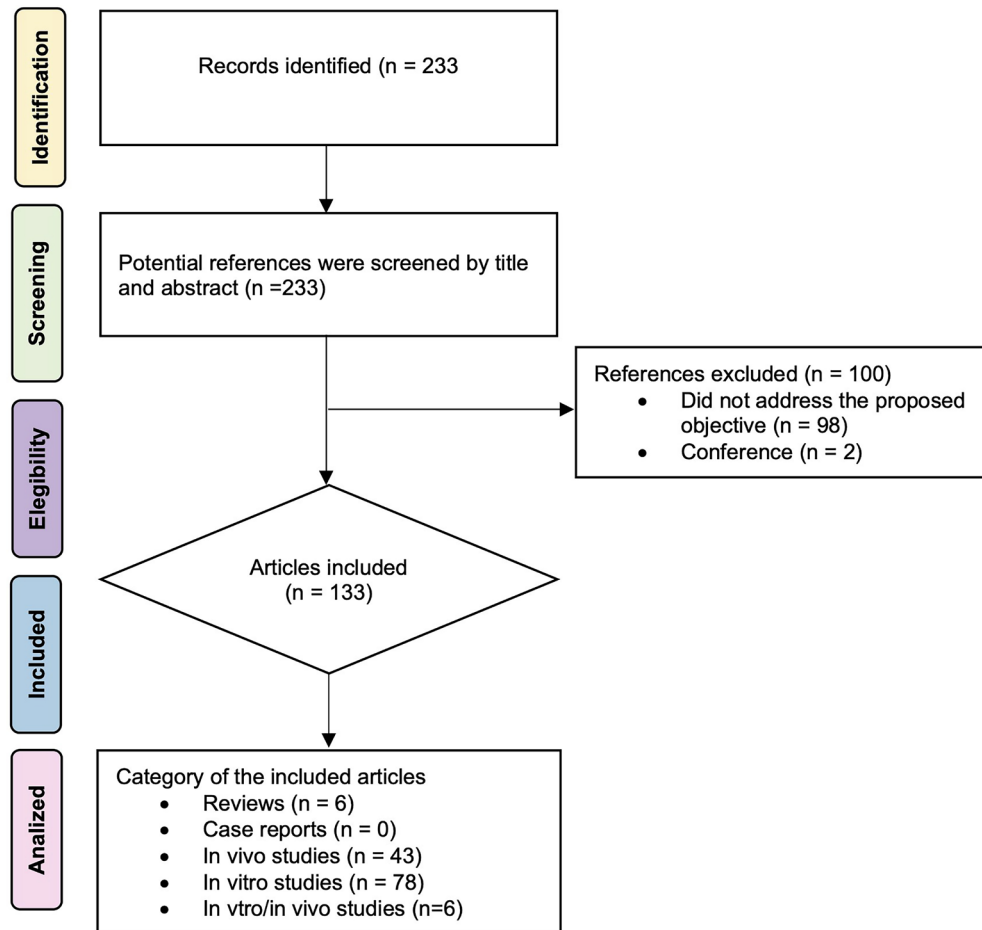 Identification
Records identified (n = 233
Screening
Potential references were screened by title
and abstract (n =233)
References excluded (n = 100)
• Did not address the proposed
objective (n = 98)
• Conference (n = 2)
Elegibility
Articles included
(n = 133)
Included
Analized
Category of the included articles
• Reviews (n = 6)
• Case reports (n = 0)
• In vivo studies (n = 43)
• In vitro studies (n = 78)
• In vtro/in vivo studies (n=6)